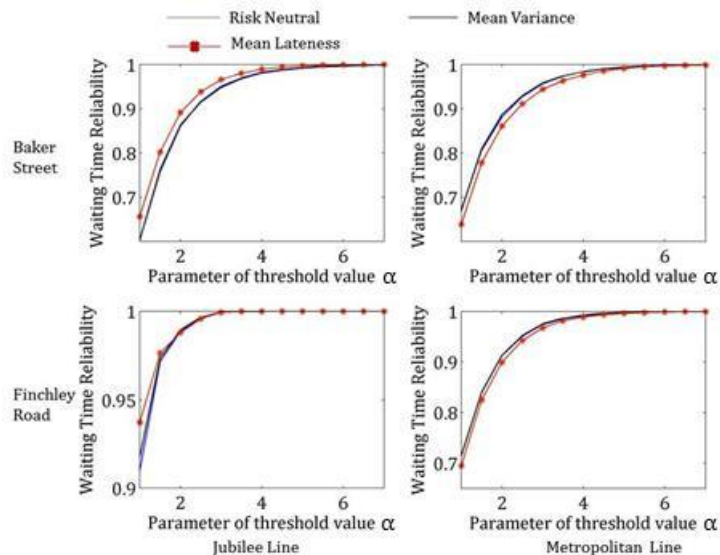 Risk Neutral
Mean Variance
Mean Lateness
Baker
Street
Waiting Time Reliability
1
0.9
0.8
0.7
2 4 6
Parameter of threshold value α
Waiting Time Reliability
1
0.9
0.8
0.7
2 4 6
Parameter of threshold value α
Finchley
Road
Waiting Time Reliability
1
0.95
0.9
2 4 6
Parameter of threshold value α
Jubilee Line
Waiting Time Reliability
1
0.9
0.8
0.7
2 4 6
Parameter of threshold value α
Metropolitan Line